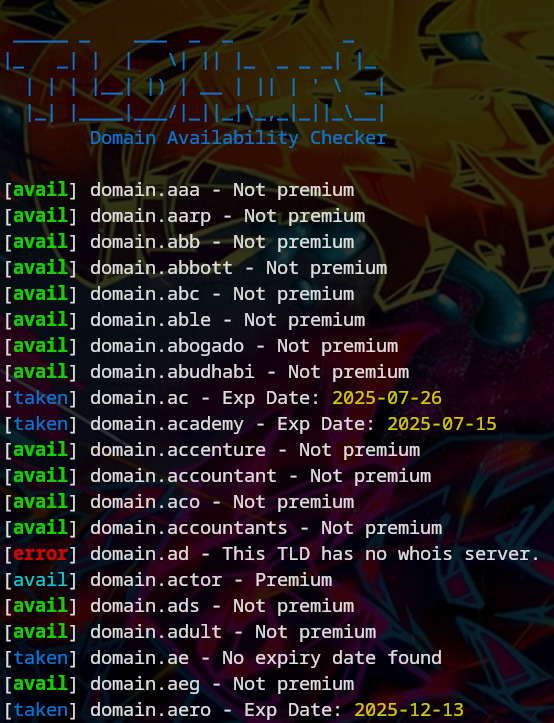 Domain Availability Checker
[avail] domain.aaa - Not premium
[avail] domain.aarp - Not premium
[avail] domain.abb - Not premium
[avail] domain.abbott - Not premium
[avail] domain.abc - Not premium
[avail] domain.able - Not premium
[avail] domain.abogado - Not premium
[avail] domain.abudhabi - Not premium
[taken] domain.ac - Exp Date: 2025-07-26
[taken] domain.academy - Exp Date: 2025-07-15
[avail] domain.accenture - Not premium
[avail] domain.accountant - Not premium
[avail] domain.aco - Not premium
[avail] domain.accountants - Not premium
[error] domain.ad - This TLD has no whois server.
[avail] domain.actor - Premium
[avail] domain.ads - Not premium
[avail] domain.adult - Not premium
[taken] domain.ae - No expiry date found
[avail] domain.aeg - Not premium
[taken] domain.aero - Exp Date: 2025-12-13